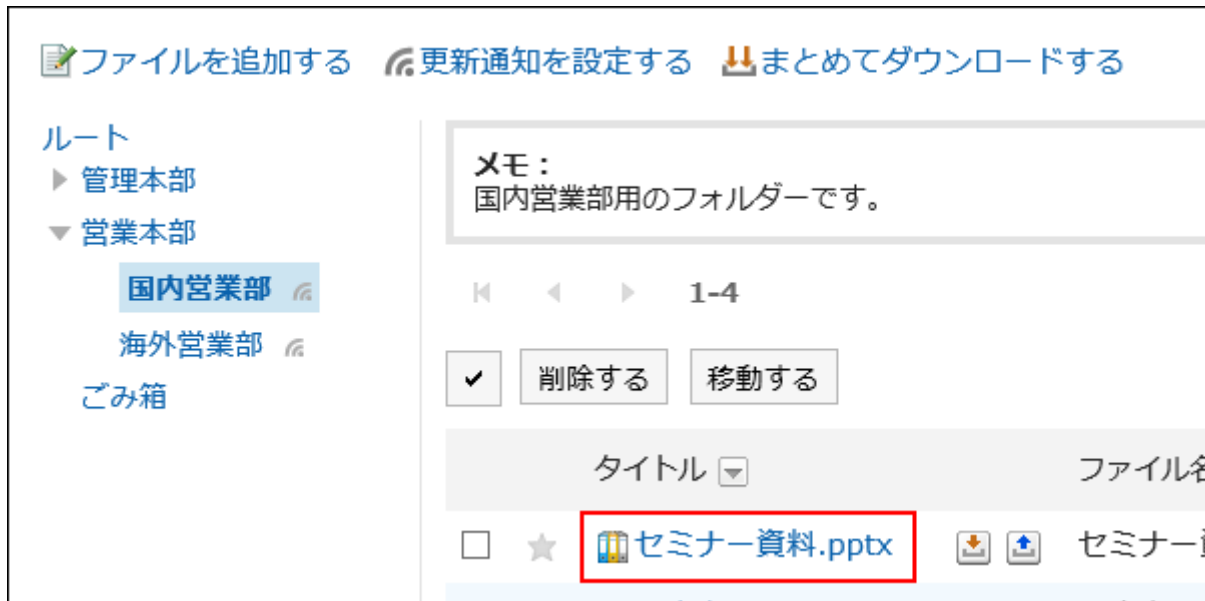 ファイルを追加する 更新通知を設定する まとめてダウンロードする
ルート
管理本部
営業本部
国内営業部
海外営業部
ごみ箱
メモ：
国内営業部用のフォルダーです。
1-4
削除する 移動する
タイトル ファイル名
セミナー資料.pptx セミナー